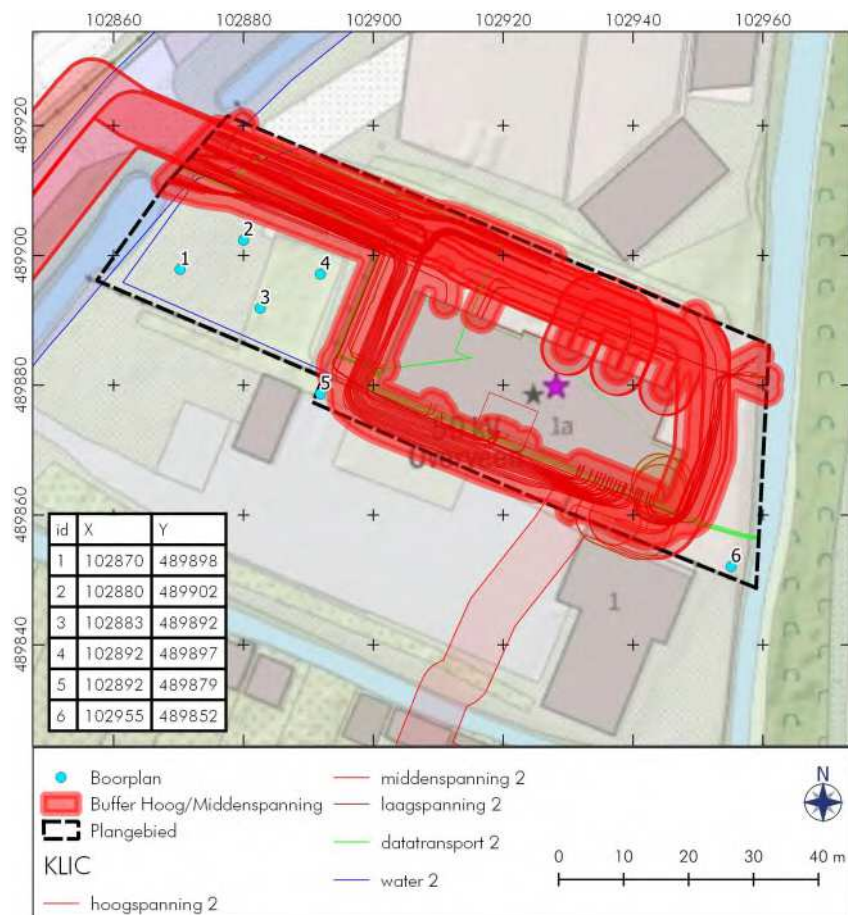 102860 102880 102900 102920 102940 102960
489920
489900
489880
489860
489840
1
2
3
4
5
6
1a
Overveen
1
id X Y
1 102870 489898
2 102880 489902
3 102883 489892
4 102892 489897
5 102892 489879
6 102955 489852
Boorplan
Buffer Hoog/Middenspanning
Plangebied
KLIC
hoogspanning 2
middenspanning 2
laagspanning 2
datatransport 2
water 2
N
0 10 20 30 40 m